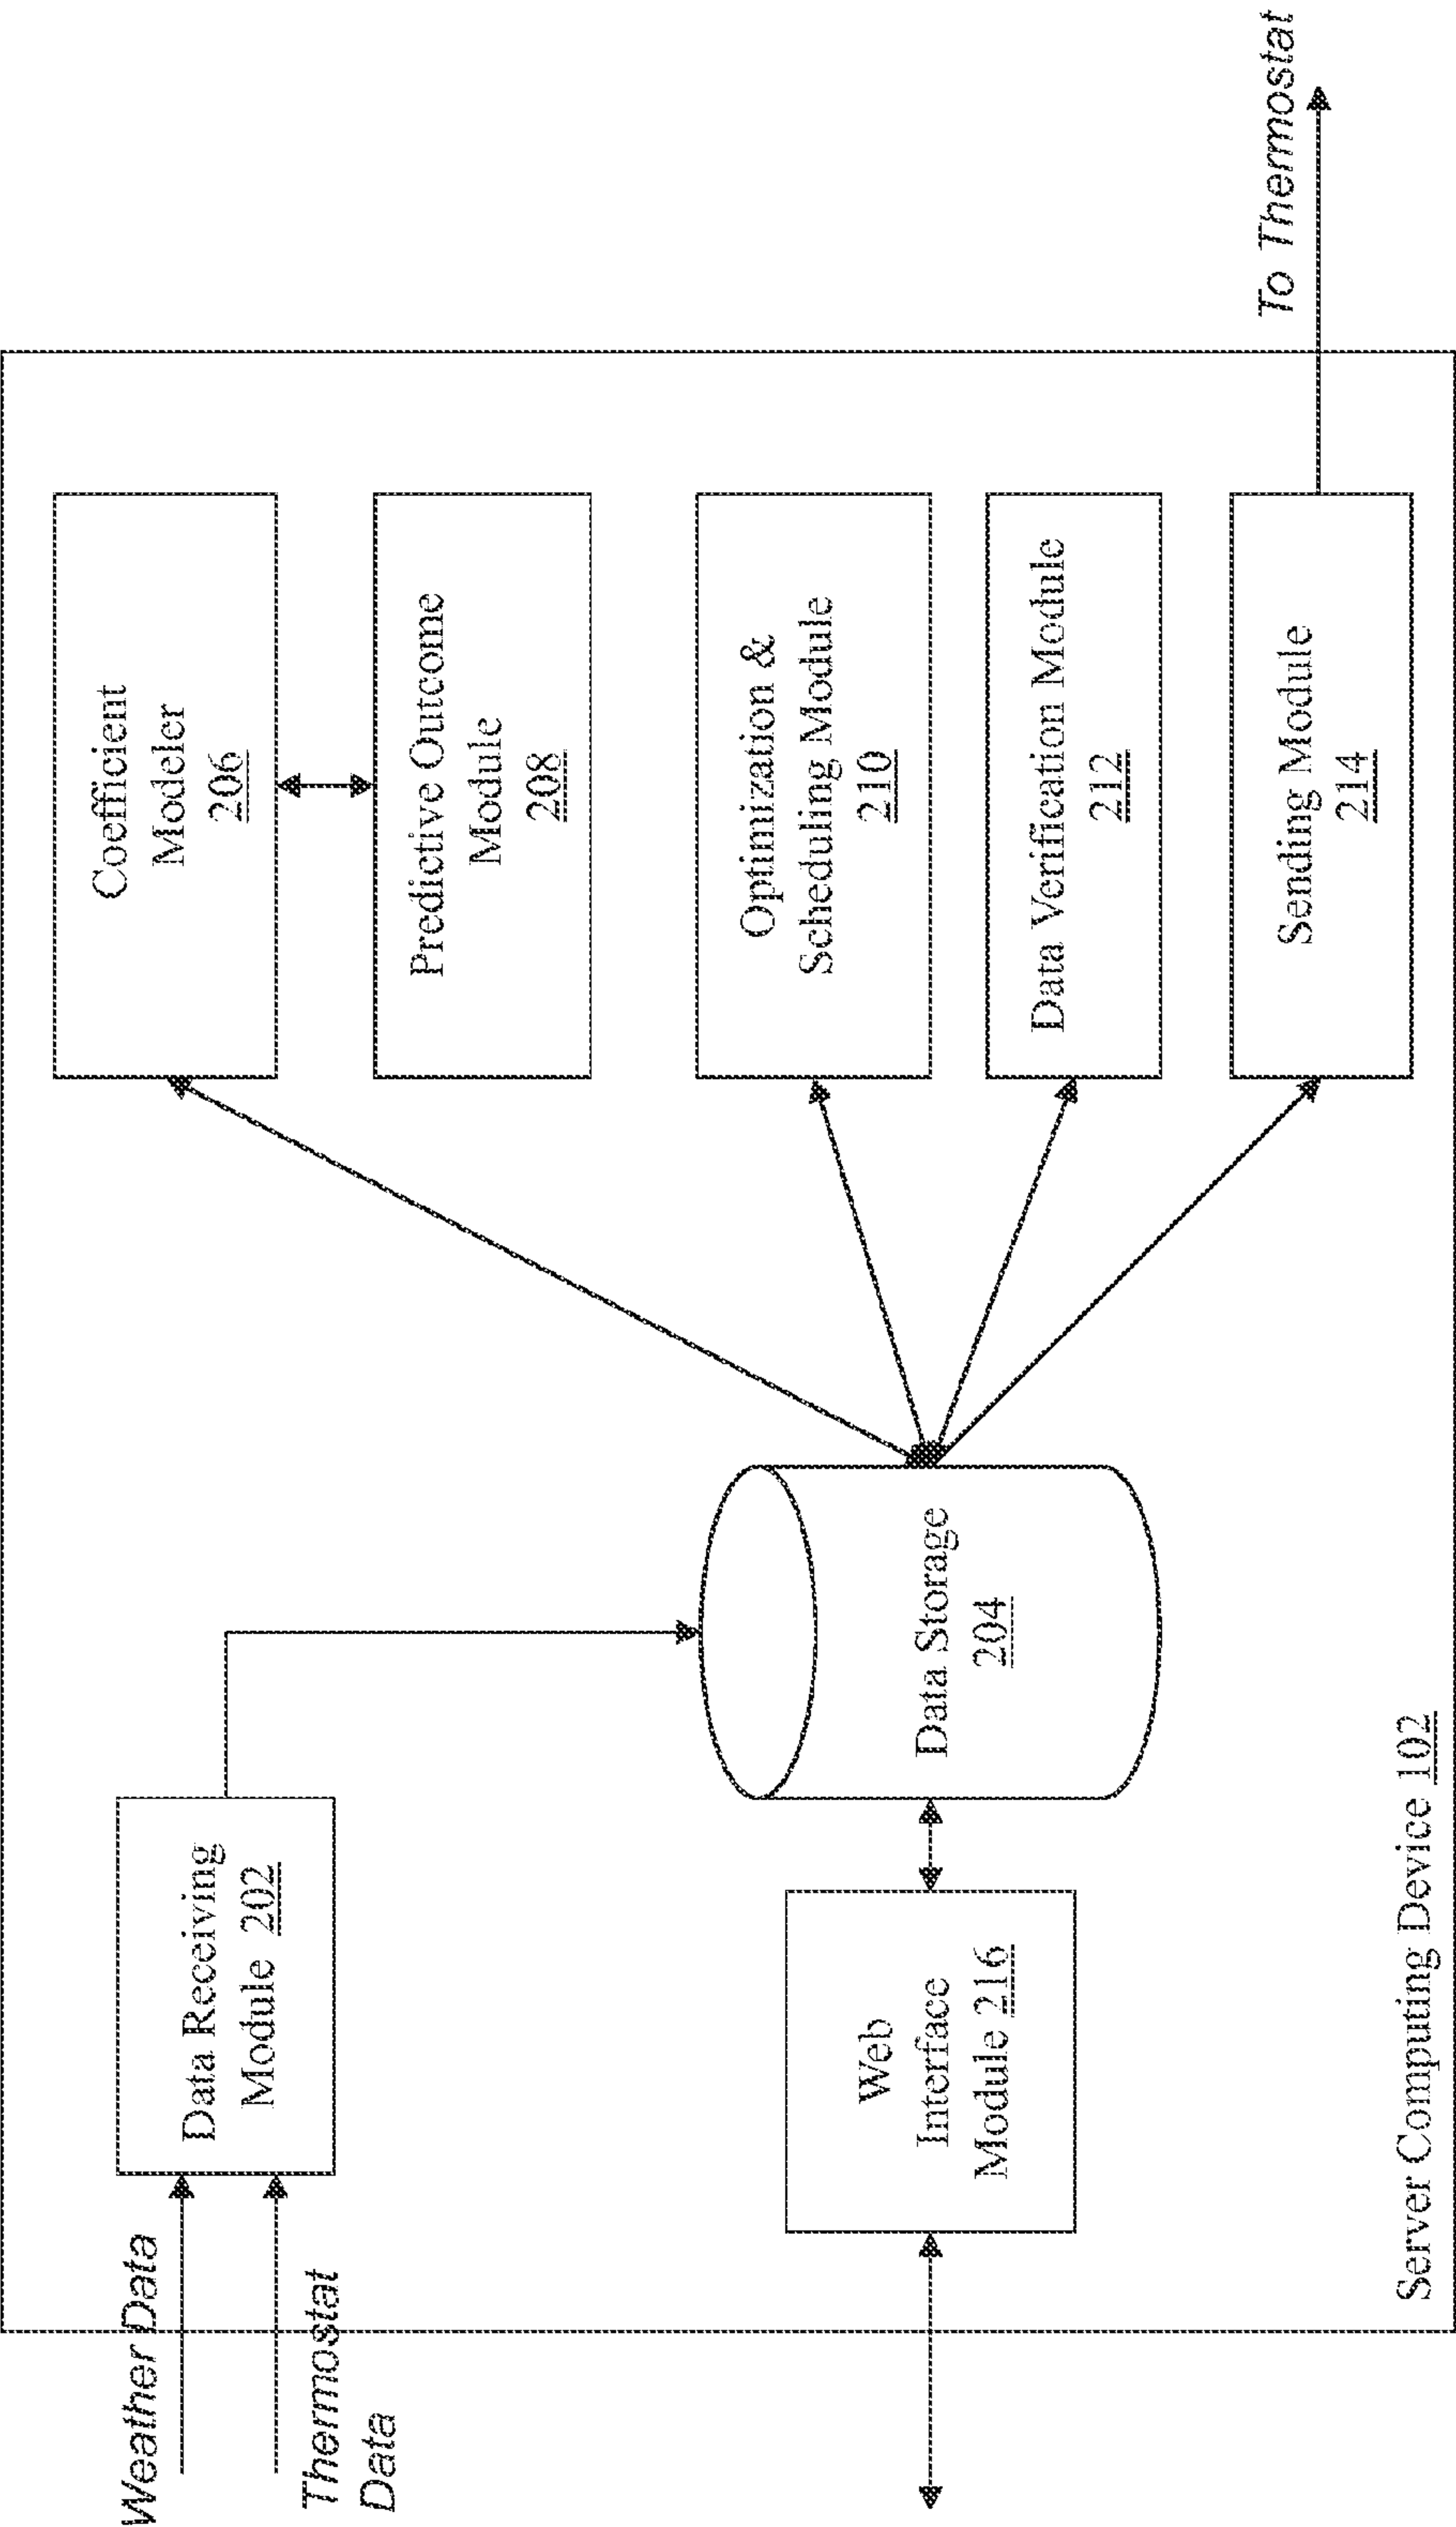 Weather Data
Thermostat
Data
Data Receiving
Module 202
Web
Interface
Module 216
Data Storage
204
Coefficient
Modeler
206
Predictive Outcome
Module
208
Optimization &
Scheduling Module
210
Data Verification Module
212
Sending Module
214
To Thermostat
Server Computing Device 102